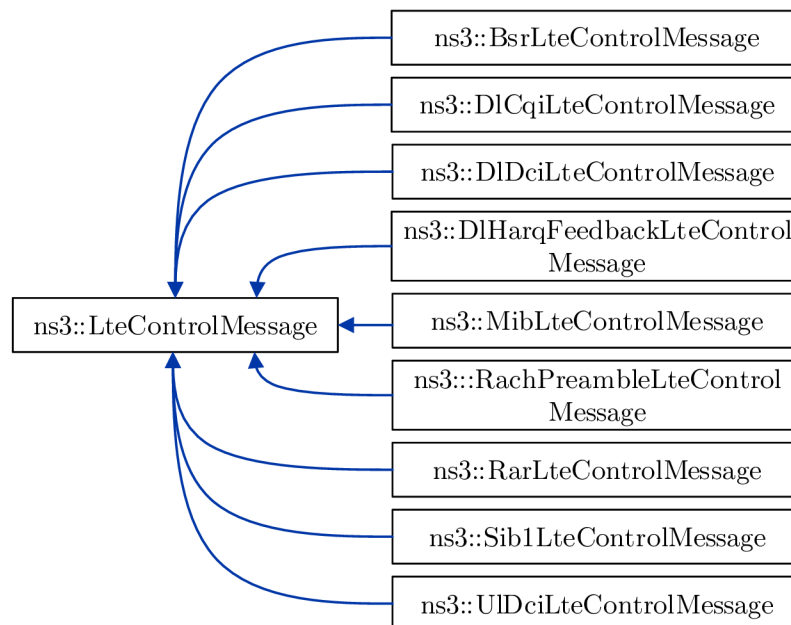 ns3::BsrLteControlMessage
ns3::DlCqiLteControlMessage
ns3::DlDciLteControlMessage
ns3::DlHarqFeedbackLteControl
Message
ns3::LteControlMessage
ns3::MibLteControlMessage
ns3:::RachPreambleLteControl
Message
ns3::RarLteControlMessage
ns3::Sib1LteControlMessage
ns3::UlDciLteControlMessage